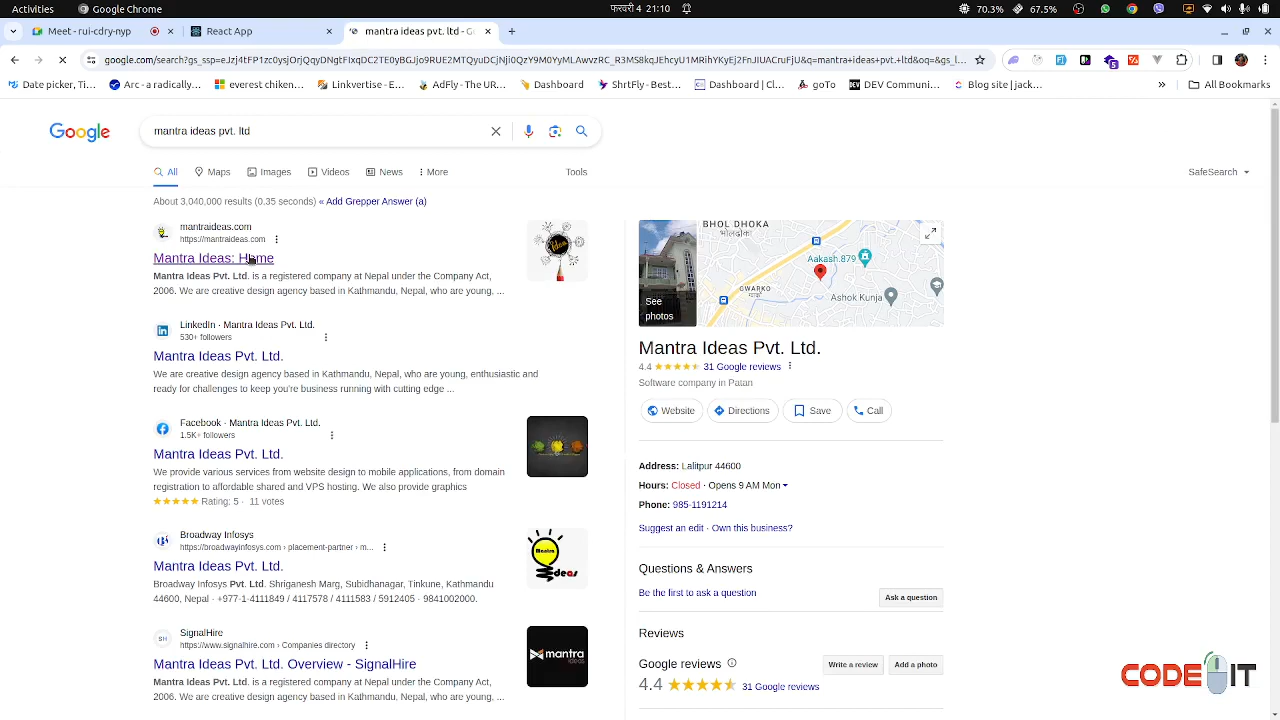 Activities
Google Chrome
फागुन 4 21:10
70.3%
67.5%
Meet - rui-cdry-nyp
React App
mantra ideas pvt. ltd - G
Date picker, Ti...
Arc - a radically...
everest chicken...
Linkvertise - E...
AdFly - The UR...
Dashboard
ShrtFly - Best...
Dashboard | Cl...
goTo
DEV Commun...
Blog site | jack...
»
All Bookmarks
Google
mantra ideas pvt. ltd
All
Maps
Images
Videos
News
More
Tools
SafeSearch
About 3,040,000 results (0.35 seconds) « Add Grepper Answer (a)
mantraideas.com
https://mantraideas.com
Mantra Ideas: Home
Mantra Ideas Pvt. Ltd. is a registered company at Nepal under the Company Act,
2006. We are creative design agency based in Kathmandu, Nepal, who are young, ...
LinkedIn · Mantra Ideas Pvt. Ltd.
530+ followers
Mantra Ideas Pvt. Ltd.
We are creative design agency based in Kathmandu, Nepal, who are young, enthusiastic and
ready for challenges to keep you're business running with cutting edge ...
Facebook · Mantra Ideas Pvt. Ltd.
1.5K+ followers
Mantra Ideas Pvt. Ltd.
We provide various services from website design to mobile applications, from domain
registration to affordable shared and VPS hosting. We also provide graphics
Rating: 5 · 11 votes
Broadway Infosys
https://broadwayinfosys.com › placement-partner › m...
Mantra Ideas Pvt. Ltd.
Broadway Infosys Pvt. Ltd. Shriganesh Marg, Subidhanagar, Tinkune, Kathmandu
44600, Nepal · +977-1-4111849 / 4117578 / 4111583 / 5912405 · 9841002000.
Mantra
deas
SH
SignalHire
https://www.signalhire.com › Companies directory
Mantra Ideas Pvt. Ltd. Overview - SignalHire
Mantra Ideas Pvt. Ltd. is a registered company at Nepal under the Company Act,
2006. We are creative design agency based in Kathmandu, Nepal, who are young, ...
mantra
ideas
See
photos
BHOL DHOKA
Aakash.879
GWARKO
Ashok Kunja
Mantra Ideas Pvt. Ltd.
4.4
31 Google reviews
Software company in Patan
Website
Directions
Save
Call
Address: Lalitpur 44600
Hours: Closed · Opens 9 AM Mon
Phone: 985-1191214
Suggest an edit · Own this business?
Questions & Answers
Be the first to ask a question
Ask a question
Reviews
Google reviews
Write a review
Add a photo
4.4
31 Google reviews
CODE IT